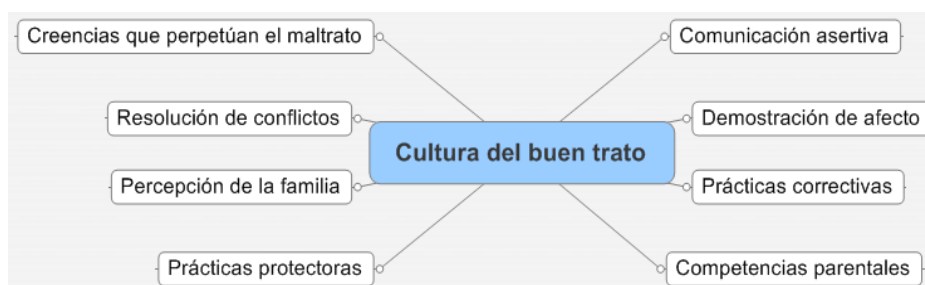 Creencias que perpetúan el maltrato
Comunicación asertiva
Resolución de conflictos
Demostración de afecto
Cultura del buen trato
Percepción de la familia
Prácticas correctivas
Prácticas protectoras
Competencias parentales